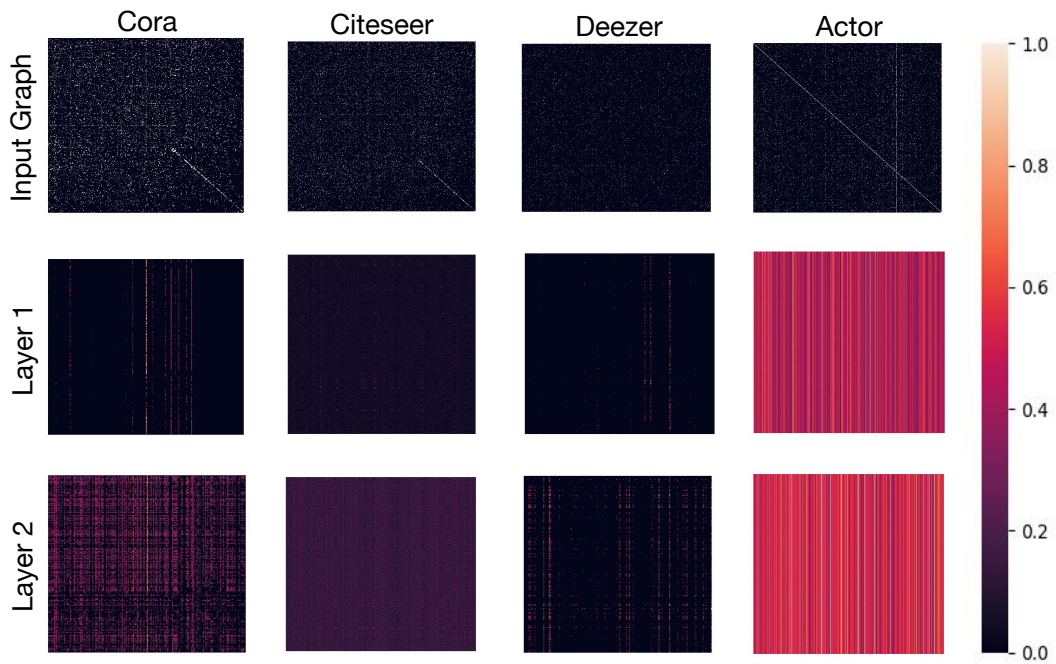 Cora
Citeseer
Deezer
Actor
Input Graph
Layer 1
Layer 2
1.0
0.8
0.6
0.4
0.2
0.0